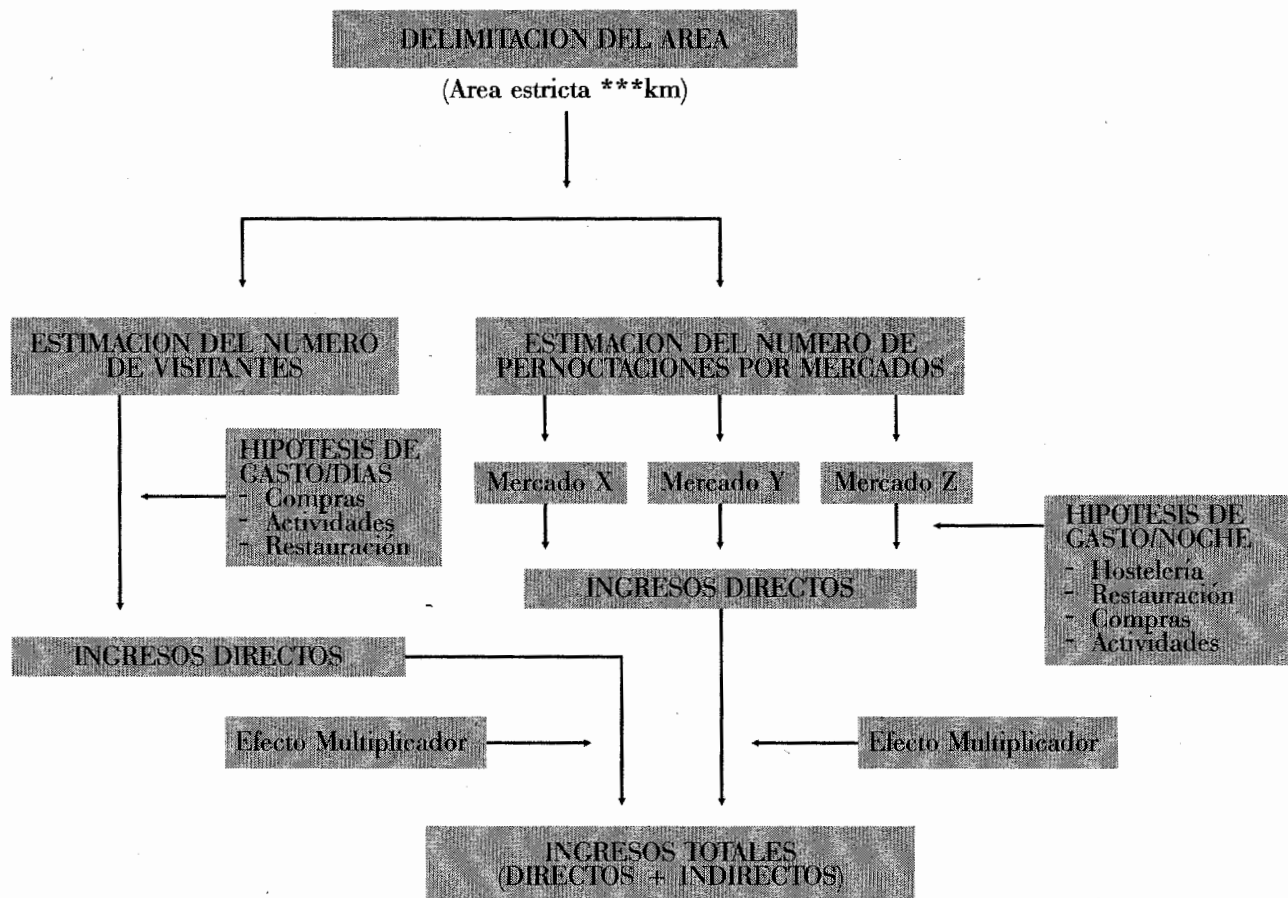 DELIMITACION DEL AREA
(Area estricta ***km)
ESTIMACION DEL NUMERO
DE VISITANTES
ESTIMACION DEL NUMERO DE
PERNOCTACIONES POR MERCADOS
HIPOTESIS DE
GASTO/DIAS
- Compras
- Actividades
- Restauración
Mercado X
Mercado Y
Mercado Z
HIPOTESIS DE
GASTO/NOCHE
- Hostelería
- Restauración
- Compras
- Actividades
INGRESOS DIRECTOS
INGRESOS DIRECTOS
Efecto Multiplicador
Efecto Multiplicador
INGRESOS TOTALES
(DIRECTOS + INDIRECTOS)